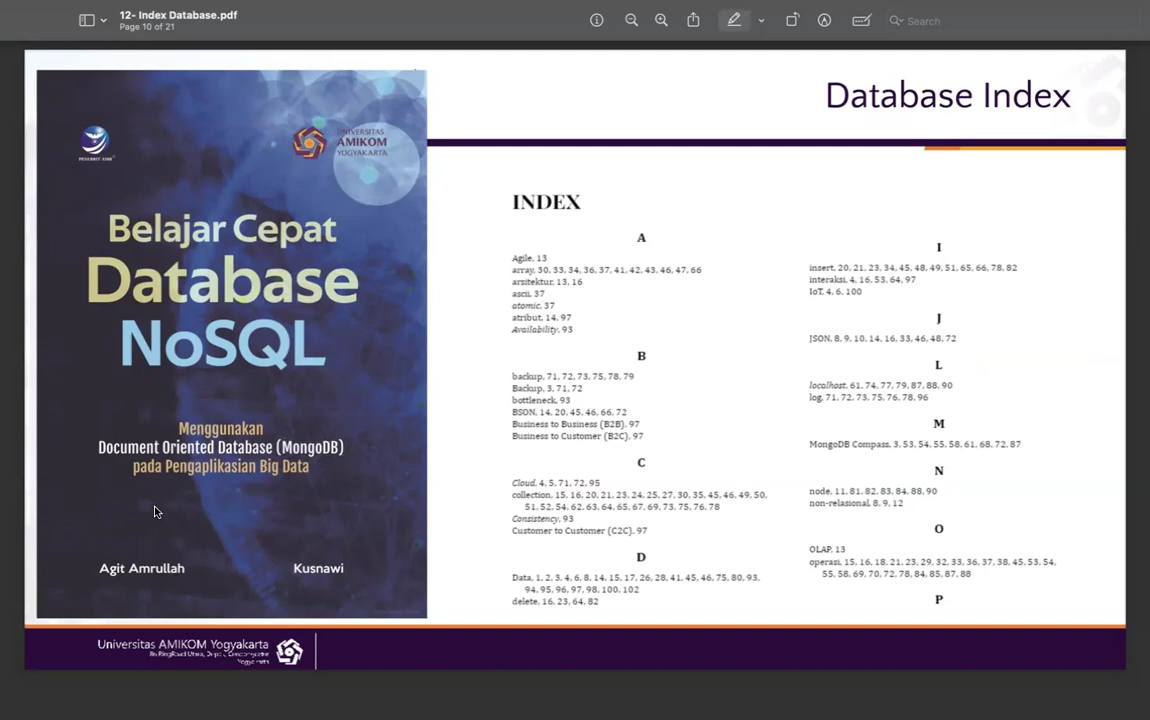 12- Index Database.pdf
Page 10 of 21
Search
Database Index
PENERBIT ANDI
UNIVERSITAS
AMIKOM
YOGYAKARTA
Belajar Cepat
Database
NoSQL
Menggunakan
Document Oriented Database (MongoDB)
pada Pengaplikasian Big Data
Agit Amrullah
Kusnawi
INDEX
A
Agile, 13
array, 30, 33, 34, 36, 37, 41, 42, 43, 46, 47, 66
arsitektur, 13, 16
ascii, 37
atomic, 37
atribut, 14, 97
Availability, 93
B
backup, 71, 72, 73, 75, 78, 79
Backup, 3, 71, 72
bottleneck, 93
BSON, 14, 20, 45, 46, 66, 72
Business to Business (B2B), 97
Business to Customer (B2C), 97
C
Cloud, 4, 5, 71, 72, 95
collection, 15, 16, 20, 21, 23, 24, 25, 27, 30, 35, 45, 46, 49, 50,
51, 52, 54, 62, 63, 64, 65, 67, 69, 73, 75, 76, 78
Consistency, 93
Customer to Customer (C2C), 97
D
Data, 1, 2, 3, 4, 6, 8, 14, 15, 17, 26, 28, 41, 45, 46, 75, 80, 93,
94, 95, 96, 97, 98, 100, 102
delete, 16, 23, 64, 82
I
insert, 20, 21, 23, 34, 45, 48, 49, 51, 65, 66, 78, 82
interaksi, 4, 16, 53, 64, 97
IoT, 4, 6, 100
J
JSON, 8, 9, 10, 14, 16, 33, 46, 48, 72
L
localhost, 61, 74, 77, 79, 87, 88, 90
log, 71, 72, 73, 75, 76, 78, 96
M
MongoDB Compass, 3, 53, 54, 55, 58, 61, 68, 72, 87
N
node, 11, 81, 82, 83, 84, 88, 90
non-relasional, 8, 9, 12
O
OLAP, 13
operasi, 15, 16, 18, 21, 23, 29, 32, 33, 36, 37, 38, 45, 53, 54,
55, 58, 69, 70, 72, 78, 84, 85, 87, 88
P
Universitas AMIKOM Yogyakarta
Yogyakarta